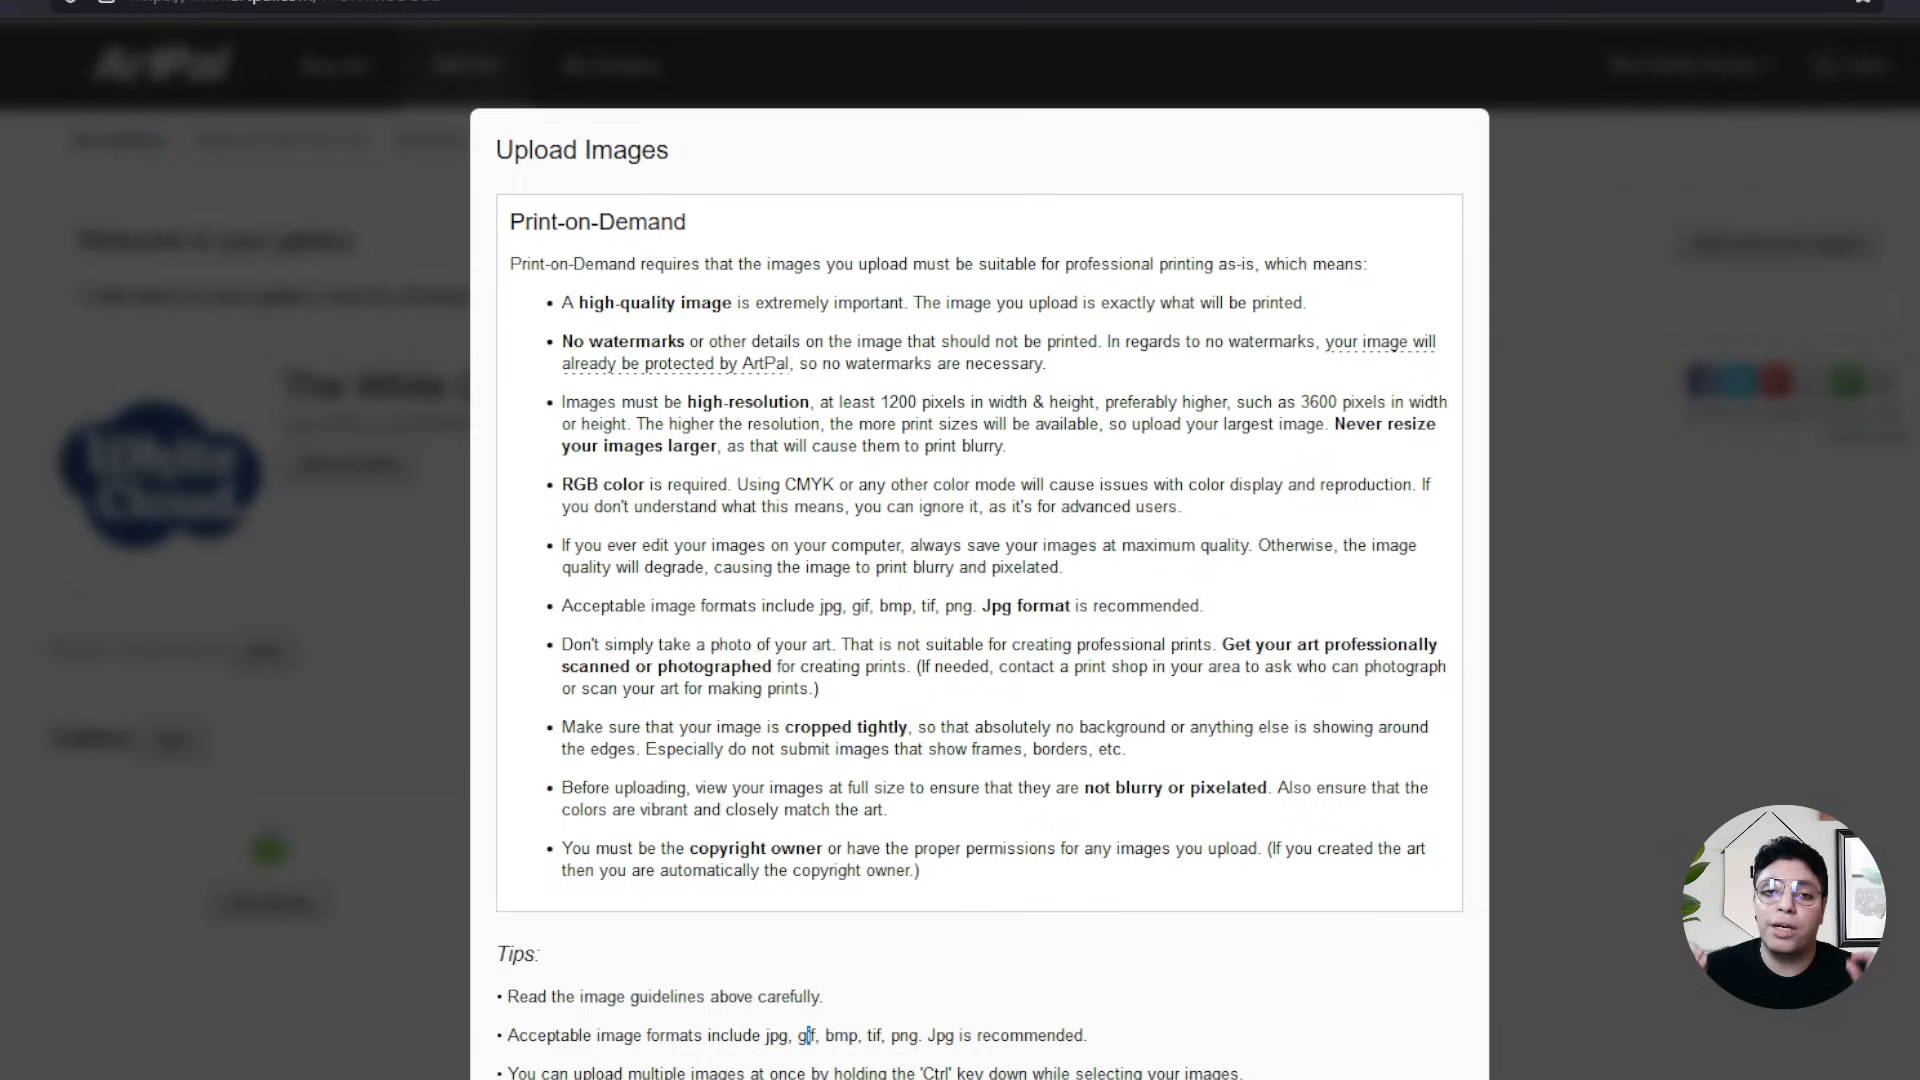 ArtPal
Upload Images
Print-on-Demand
Print-on-Demand requires that the images you upload must be suitable for professional printing as-is, which means:
• A high-quality image is extremely important. The image you upload is exactly what will be printed.
• No watermarks or other details on the image that should not be printed. In regards to no watermarks, your image will
already be protected by ArtPal, so no watermarks are necessary.
• Images must be high-resolution, at least 1200 pixels in width & height, preferably higher, such as 3600 pixels in width
or height. The higher the resolution, the more print sizes will be available, so upload your largest image. Never resize
your images larger, as that will cause them to print blurry.
• RGB color is required. Using CMYK or any other color mode will cause issues with color display and reproduction. If
you don't understand what this means, you can ignore it, as it's for advanced users.
• If you ever edit your images on your computer, always save your images at maximum quality. Otherwise, the image
quality will degrade, causing the image to print blurry and pixelated.
• Acceptable image formats include jpg, gif, bmp, tif, png. Jpg format is recommended.
• Don't simply take a photo of your art. That is not suitable for creating professional prints. Get your art professionally
scanned or photographed for creating prints. (If needed, contact a print shop in your area to ask who can photograph
or scan your art for making prints.)
• Make sure that your image is cropped tightly, so that absolutely no background or anything else is showing around
the edges. Especially do not submit images that show frames, borders, etc.
• Before uploading, view your images at full size to ensure that they are not blurry or pixelated. Also ensure that the
colors are vibrant and closely match the art.
• You must be the copyright owner or have the proper permissions for any images you upload. (If you created the art
then you are automatically the copyright owner.)
Tips:
• Read the image guidelines above carefully.
• Acceptable image formats include jpg, gif, bmp, tif, png. Jpg is recommended.
• You can upload multiple images at once by holding the 'Ctrl' key down while selecting your images.
Welcome to your gallery
The White
White
Cloud